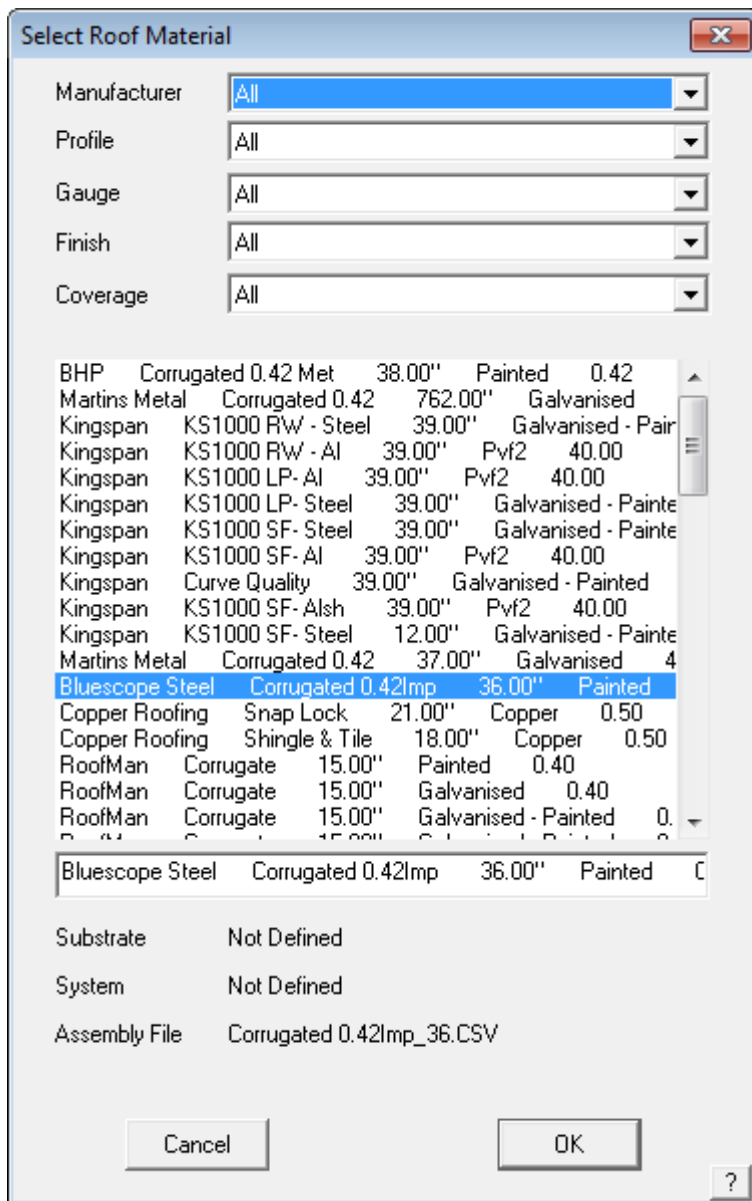 Select Roof Material
Manufacturer All
Profile All
Gauge All
Finish All
Coverage All
BHP Corrugated 0.42 Met 38.00" Painted 0.42
Martins Metal Corrugated 0.42 762.00" Galvanised
Kingspan KS1000 RW - Steel 39.00" Galvanised - Pair
Kingspan KS1000 RW - Al 39.00" Pvf2 40.00
Kingspan KS1000 LP- Al 39.00" Pvf2 40.00
Kingspan KS1000 LP- Steel 39.00" Galvanised - Painte
Kingspan KS1000 SF- Steel 39.00" Galvanised - Painte
Kingspan KS1000 SF- Al 39.00" Pvf2 40.00
Kingspan Curve Quality 39.00" Galvanised - Painted
Kingspan KS1000 SF- Alsh 39.00" Pvf2 40.00
Kingspan KS1000 SF- Steel 12.00" Galvanised - Painte
Martins Metal Corrugated 0.42 37.00" Galvanised 4
Bluescope Steel Corrugated 0.42Imp 36.00" Painted
Copper Roofing Snap Lock 21.00" Copper 0.50
Copper Roofing Shingle & Tile 18.00" Copper 0.50
RoofMan Corrugate 15.00" Painted 0.40
RoofMan Corrugate 15.00" Galvanised 0.40
RoofMan Corrugate 15.00" Galvanised - Painted 0.
Bluescope Steel Corrugated 0.42Imp 36.00" Painted
Substrate Not Defined
System Not Defined
Assembly File Corrugated 0.42Imp_36.CSV
Cancel OK
?